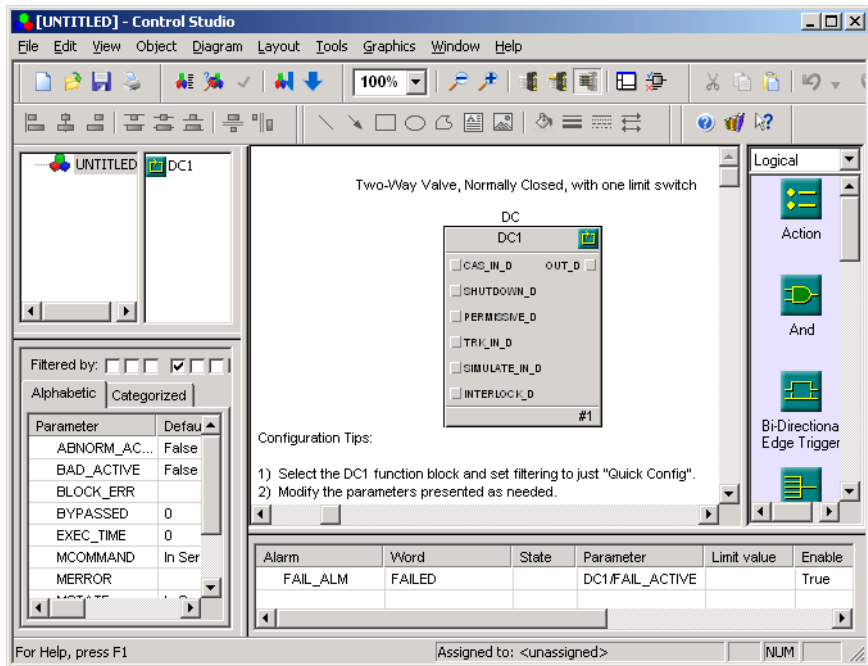 [UNTITLED] - Control Studio
File Edit View Object Diagram Layout Tools Graphics Window Help
100%
UNTITLED
DC1
Two-Way Valve, Normally Closed, with one limit switch
DC
DC1
CAS_IN_D OUT_D
SHUTDOWN_D
PERMISSIVE_D
TRK_IN_D
SIMULATE_IN_D
INTERLOCK_D
#1
Configuration Tips:
1) Select the DC1 function block and set filtering to just "Quick Config".
2) Modify the parameters presented as needed.
Logical
Action
And
Bi-Directiona
Edge Trigger
Filtered by:
Alphabetic Categorized
Parameter Defau
ABNORM_AC... False
BAD_ACTIVE False
BLOCK_ERR
BYPASSED 0
EXEC_TIME 0
MCOMMAND In Ser
MERROR
Alarm Word State Parameter Limit value Enable
FAIL_ALM FAILED DC1/FAIL_ACTIVE True
For Help, press F1 Assigned to: <unassigned> NUM